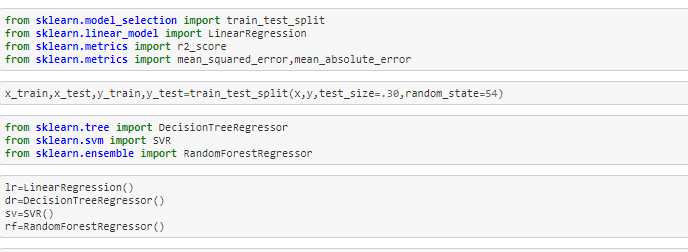 from sklearn.model_selection import train_test_split
from sklearn.linear_model import LinearRegression
from sklearn.metrics import r2_score
from sklearn.metrics import mean_squared_error,mean_absolute_error
x_train,x_test,y_train,y_test=train_test_split(x,y,test_size=.30,random_state=54)
from sklearn.tree import DecisionTreeRegressor
from sklearn.svm import SVR
from sklearn.ensemble import RandomForestRegressor
lr=LinearRegression()
dr=DecisionTreeRegressor()
sv=SVR()
rf=RandomForestRegressor()